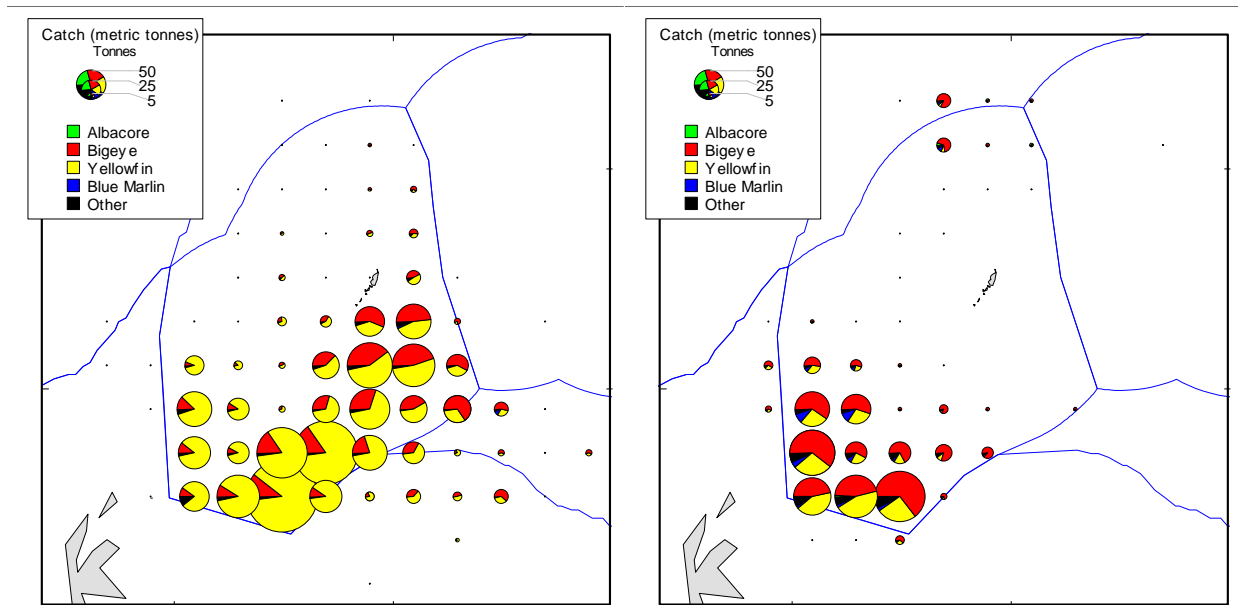 Catch (metric tonnes)
Tonnes
50
25
5
Albacore
Bigeye
Yellowfin
Blue Marlin
Other
Catch (metric tonnes)
Tonnes
50
25
5
Albacore
Bigeye
Yellowfin
Blue Marlin
Other